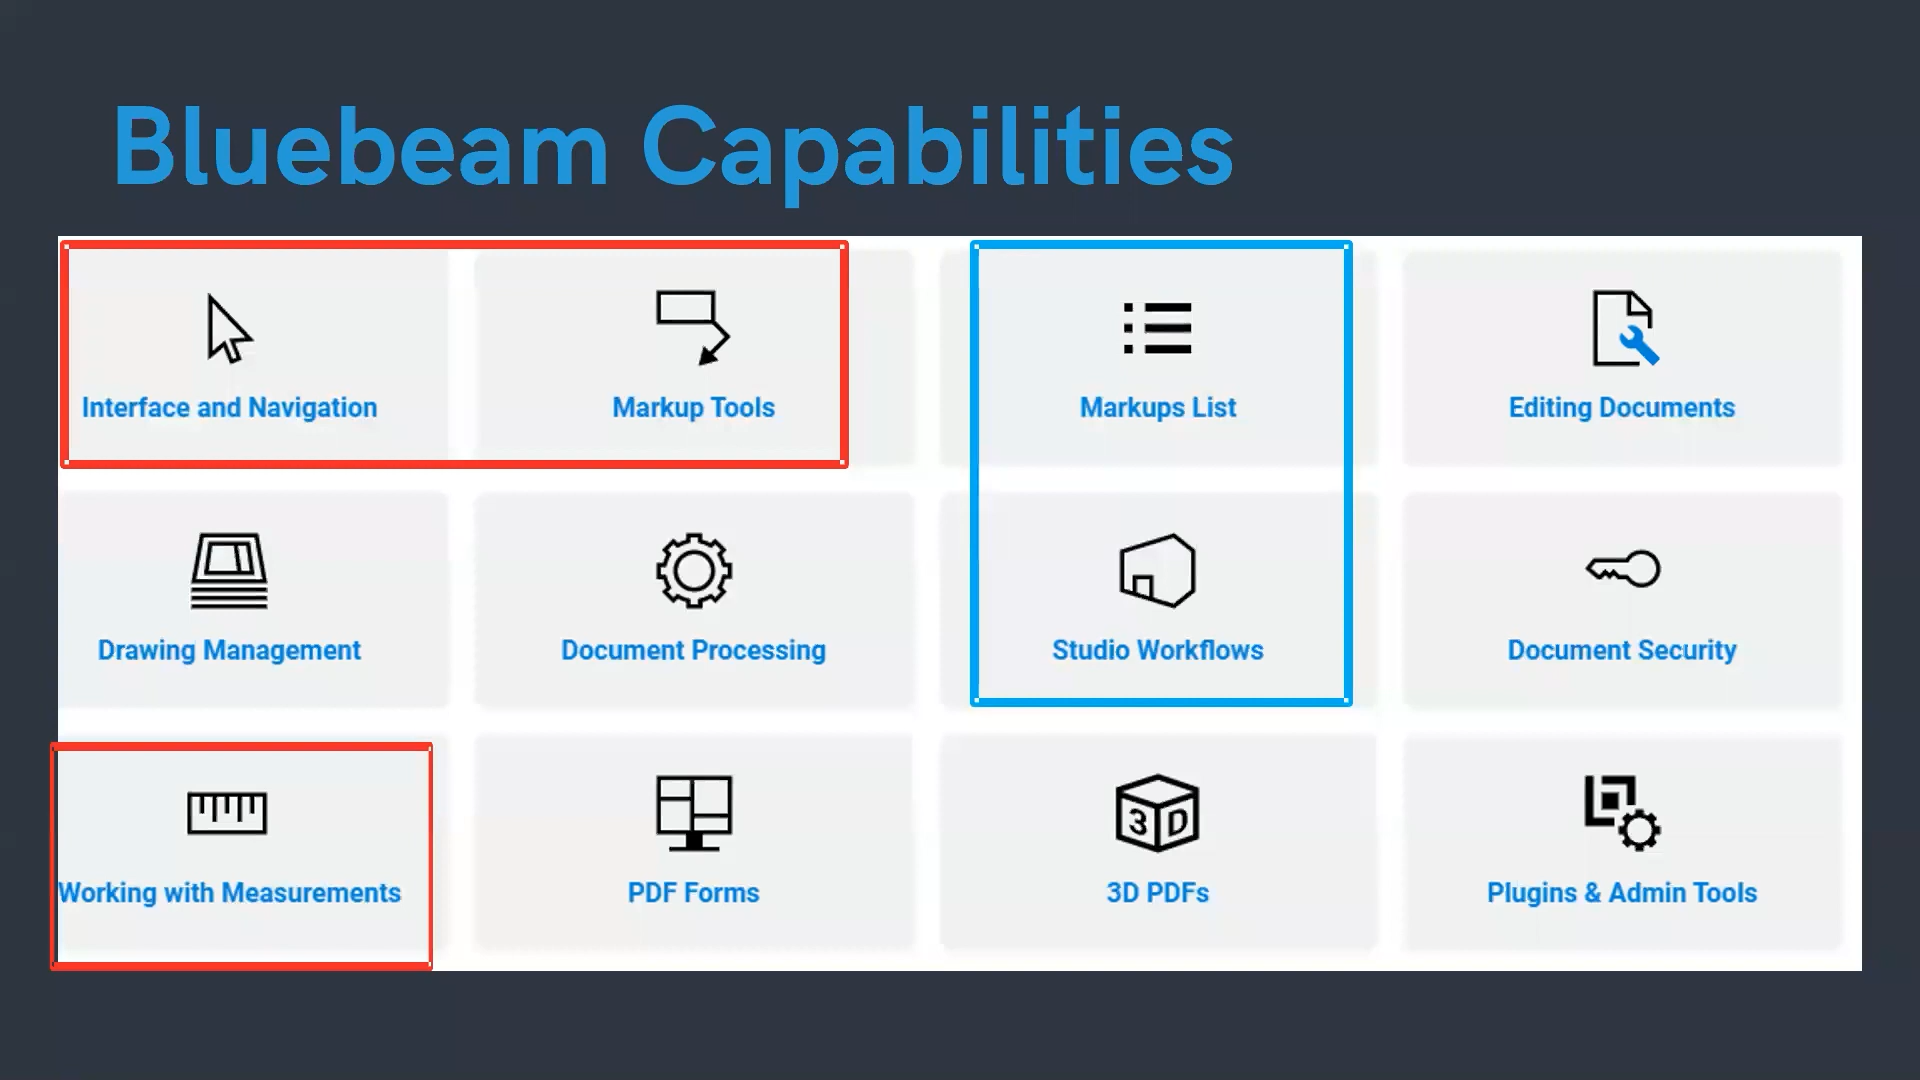 Bluebeam Capabilities
Interface and Navigation
Markup Tools
Markups List
Editing Documents
Drawing Management
Document Processing
Studio Workflows
Document Security
Working with Measurements
PDF Forms
3D
3D PDFs
Plugins & Admin Tools